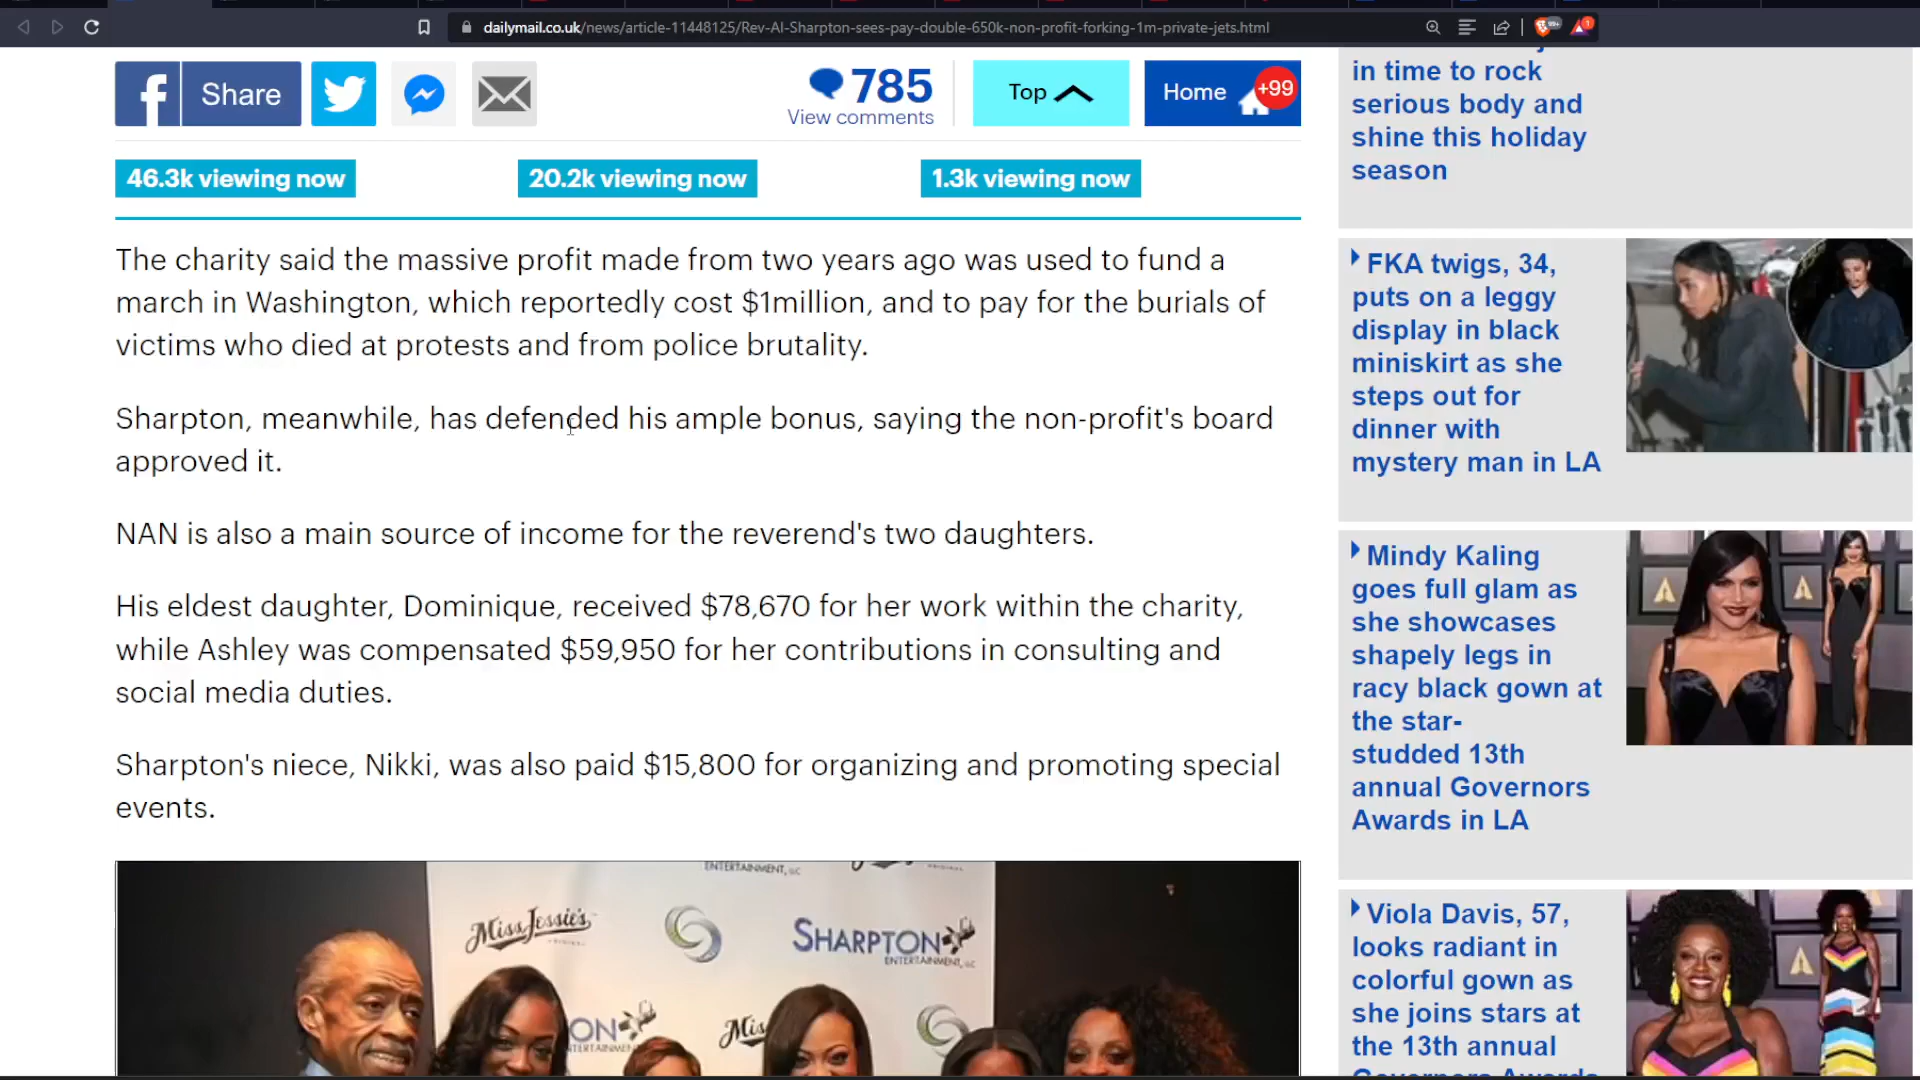 dailymail.co.uk/news/article-11448125/Rev-Al-Sharpton-sees-pay-double-650k-non-profit-forking-1m-private-jets.html
Share
785
View comments
Top
Home
+99
46.3k viewing now
20.2k viewing now
1.3k viewing now
The charity said the massive profit made from two years ago was used to fund a
march in Washington, which reportedly cost $1million, and to pay for the burials of
victims who died at protests and from police brutality.
Sharpton, meanwhile, has defended his ample bonus, saying the non-profit's board
approved it.
NAN is also a main source of income for the reverend's two daughters.
His eldest daughter, Dominique, received $78,670 for her work within the charity,
while Ashley was compensated $59,950 for her contributions in consulting and
social media duties.
Sharpton's niece, Nikki, was also paid $15,800 for organizing and promoting special
events.
ENTERTAINMENT, LLC
Miss Jessie's
ORIGINAL
SHARPTON
ENTERTAINMENT, LLC
ON
ENTERTAINMENT
Mis
in time to rock
serious body and
shine this holiday
season
FKA twigs, 34,
puts on a leggy
display in black
miniskirt as she
steps out for
dinner with
mystery man in LA
Mindy Kaling
goes full glam as
she showcases
shapely legs in
racy black gown at
the star-
studded 13th
annual Governors
Awards in LA
Viola Davis, 57,
looks radiant in
colorful gown as
she joins stars at
the 13th annual
Governors Awards